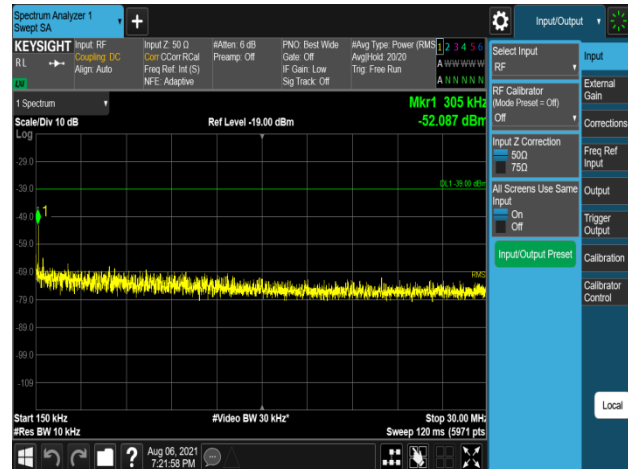 Spectrum Analyzer 1
Swept SA
+
Input/Output
KEYSIGHT
RL
LW
Input: RF
Coupling: DC
Align: Auto
Input Z: 50 Ω
Corr CCorr RCal
Freq Ref: Int (S)
NFE: Adaptive
#Atten: 6 dB
Preamp: Off
PNO: Best Wide
Gate: Off
IF Gain: Low
Sig Track: Off
#Avg Type: Power (RMS
Avg|Hold: 20/20
Trig: Free Run
1 2 3 4 5 6
A W W W W W
A N N N N N
1 Spectrum
Scale/Div 10 dB
Log
Ref Level -19.00 dBm
Mkr1 305 kHz
-52.087 dBm
-29.0
-39.0
DL1 -39.00 dBm
-49.0
1
-59.0
-69.0
RMS
-79.0
-89.0
-99.0
-109
Start 150 kHz
#Res BW 10 kHz
#Video BW 30 kHz*
Stop 30.00 MHz
Sweep 120 ms (5971 pts
?
Aug 06, 2021
7:21:58 PM
Select Input
RF
RF Calibrator
(Mode Preset = Off)
Off
Input Z Correction
50Ω
75Ω
All Screens Use Same
Input
On
Off
Input/Output Preset
Input
External
Gain
Corrections
Freq Ref
Input
Output
Trigger
Output
Calibration
Calibrator
Control
Local